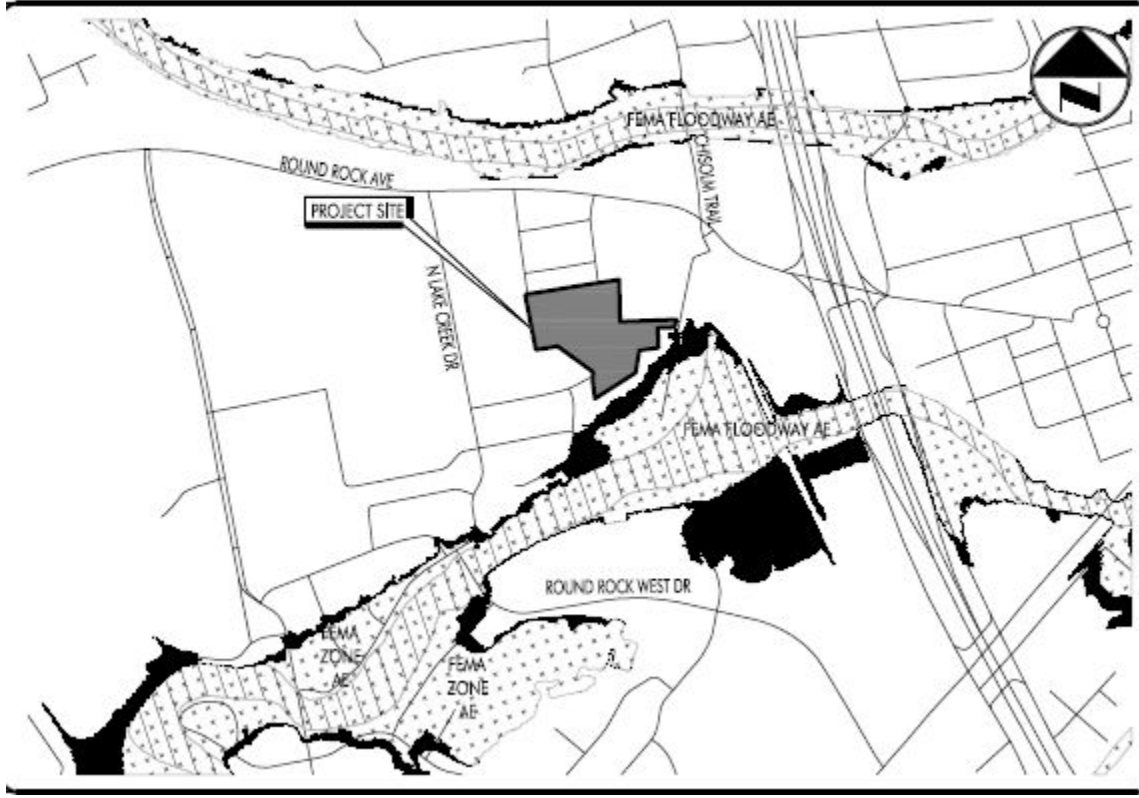 FEMA FLOODWAY AE
CHISOLM TRAIL
ROUND ROCK AVE
PROJECT SITE
N LAKE CREEK DR
FEMA FLOODWAY AE
ROUND ROCK WEST DR
FEMA
ZONE
AE
FEMA
ZONE
AE
N